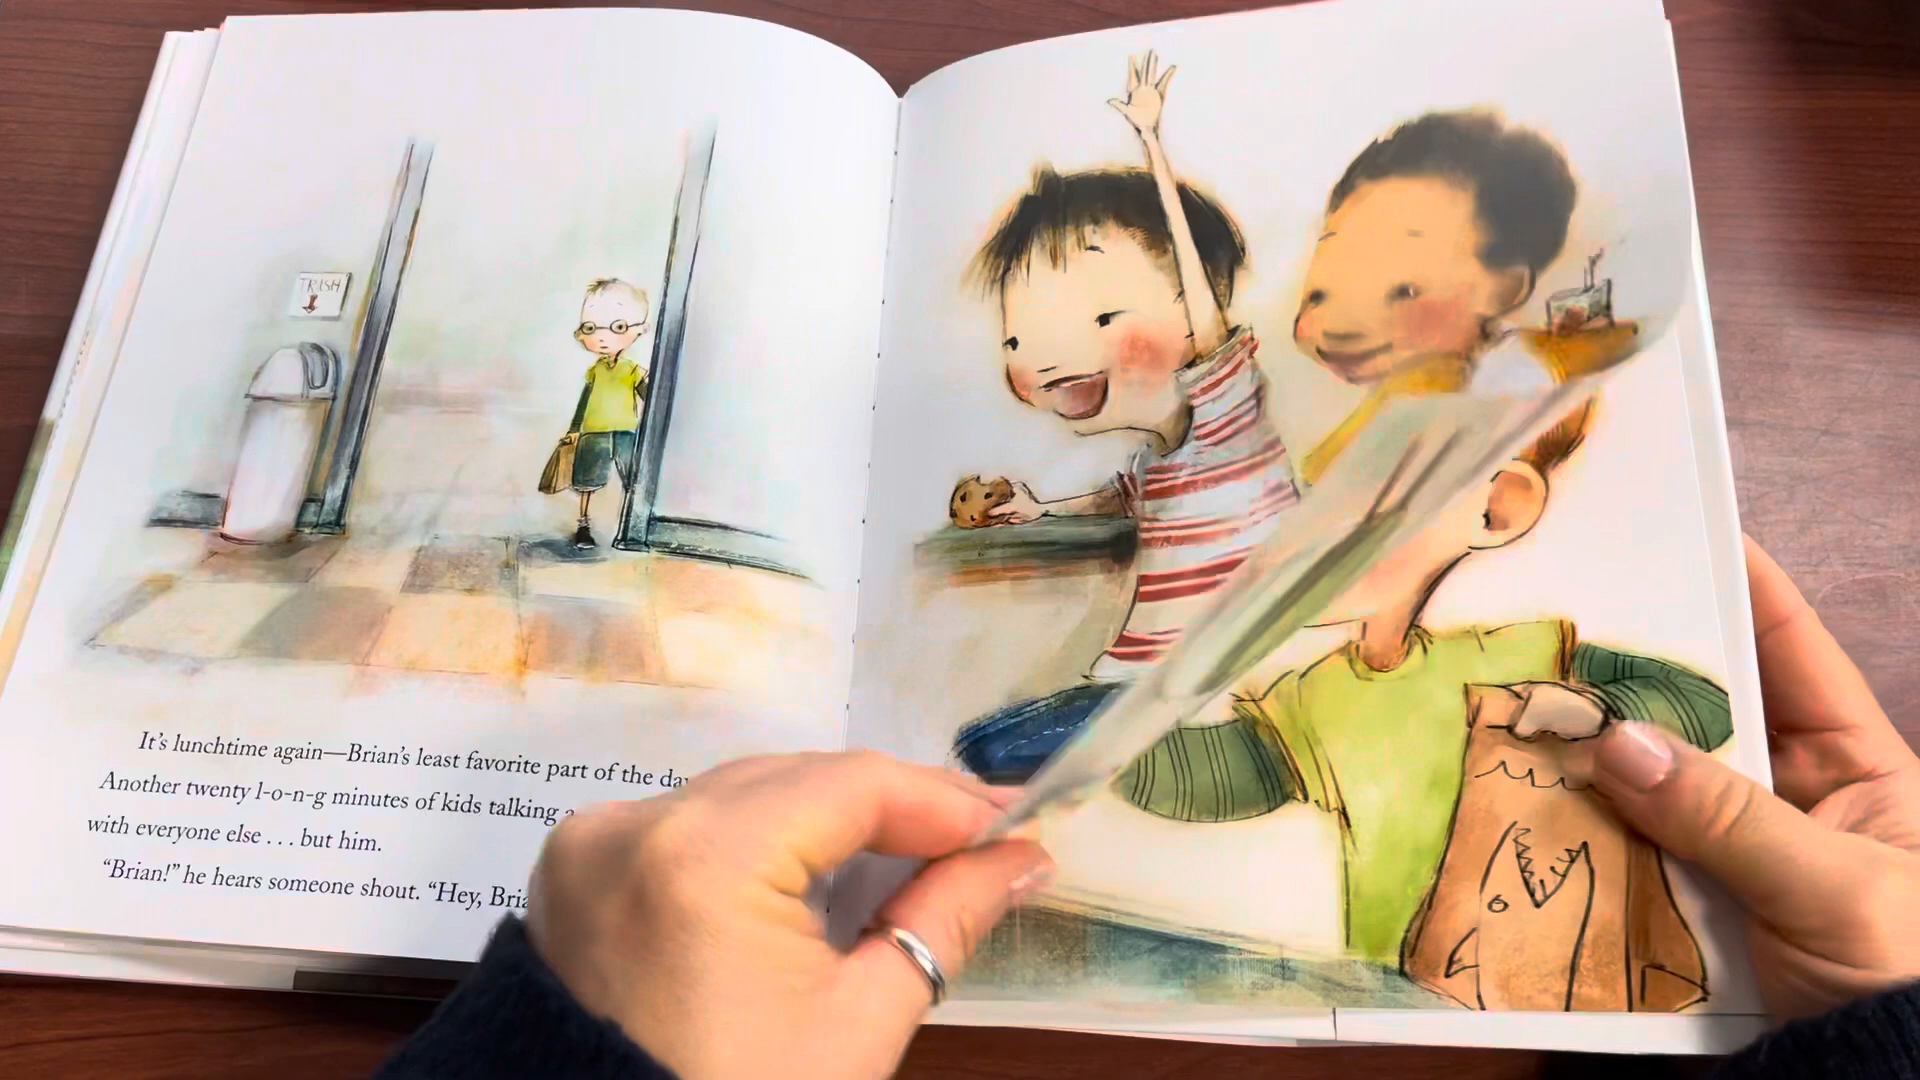 TRASH
It's lunchtime again—Brian's least favorite part of the
Another twenty l-o-n-g minutes of kids talking
with everyone else . . . but him.
"Brian!" he hears someone shout. "Hey,